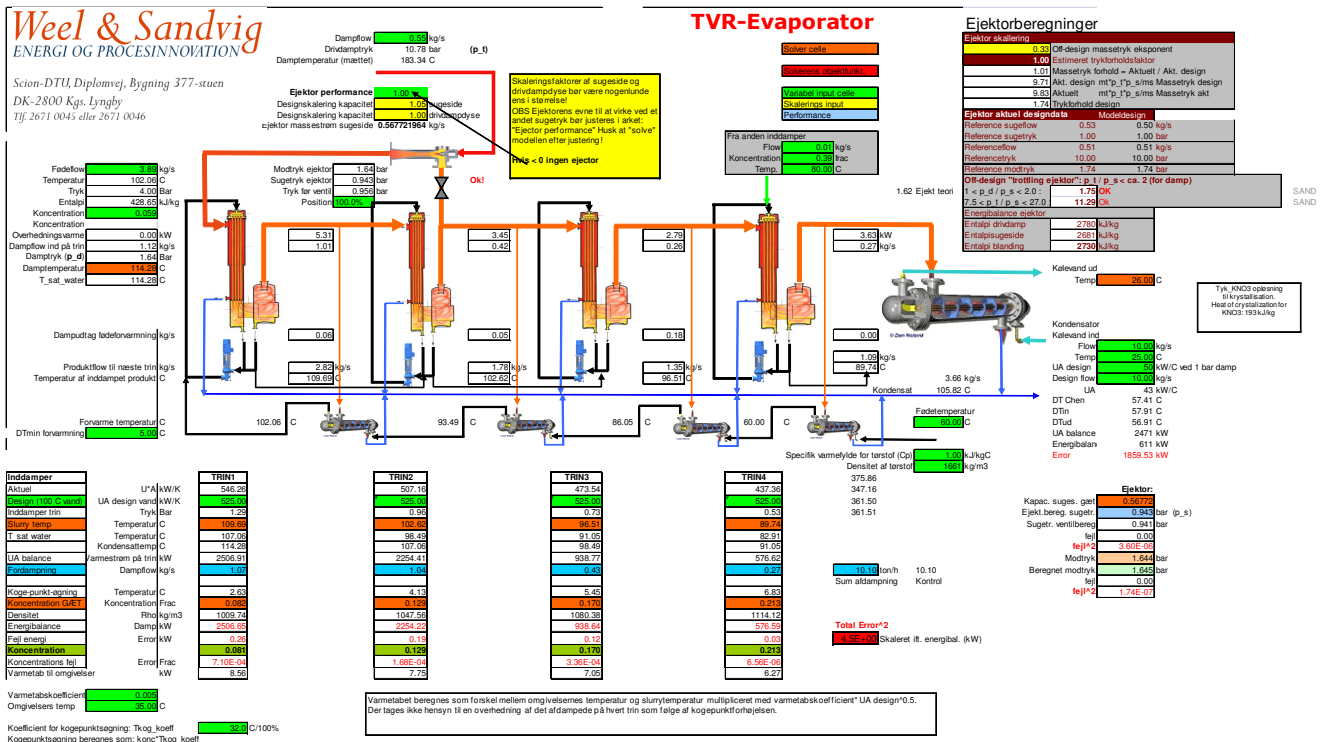 Weel & Sandvig
ENERGI OG PROCESINNOVATION
Scion-DTU, Diplomvej, Bygning 377-stuen
DK-2800 Kgs. Lyngby
Tlf. 2671 0045 eller 2671 0046
TVR-Evaporator
Dampflow 0.55 kg/s
Drivdamptryk 10.78 bar (p_t)
Damptemperatur (mættet) 183.34 C
Ejektor performance 1.00
Designskalering kapacitet 1.05 sugeside
Designskalering kapacitet 1.00 drivdampdyse
Ejektor massestrøm sugeside 0.567721964 kg/s
Skaleringsfaktorer af sugeside og
drivdampdyse bør være nogenlunde
ens i størrelse!
OBS Ejektorens evne til at virke ved et
andet sugetryk bør justeres i arket:
"Ejector performance" Husk at "solve"
modellen efter justering!
Hvis < 0 ingen ejector
Solver celle
Solverens objektfunkt.
Variabel input celle
Skalerings input
Performance
Fra anden inddamper
Flow 0.01 kg/s
Koncentration 0.39 frac
Temp. 80.00 C
Ejektorberegninger
Ejektor skallering
0.33 Off-design massetryk eksponent
1.00 Estimeret trykforholdsfaktor
1.01 Massetryk forhold = Aktuelt / Akt. design
9.71 Akt. design mt*p_t*p_s/ms Massetryk design
9.83 Aktuelt mt*p_t*p_s/ms Massetryk akt
1.74 Trykforhold design
Ejektor aktuel designdata Modeldesign
Reference sugeflow 0.53 0.50 kg/s
Reference sugetryk 1.00 1.00 bar
Referenceflow 0.51 0.51 kg/s
Referencetryk 10.00 10.00 bar
Reference modtryk 1.74 1.74 bar
Off-design "trottling ejektor": p_t / p_s < ca. 2 (for damp)
1.62 Ejekt teori
1 < p_d / p_s < 2.0 : 1.75 OK SAND
7.5 < p_t / p_s < 27.0 : 11.29 Ok SAND
Energibalance ejektor
Entalpi drivdamp 2780 kJ/kg
Entalpisugeside 2681 kJ/kg
Entalpi blanding 2730 kJ/kg
Fødeflow 3.89 kg/s
Temperatur 102.06 C
Tryk 4.00 Bar
Entalpi 428.65 kJ/kg
Koncentration 0.059
Koncentration
Overhedningsvarme 0.00 kW
Dampflow ind på trin 1.12 kg/s
Damptryk (p_d) 1.64 Bar
Damptemperatur 114.28 C
T_sat_water 114.28 C
Modtryk ejektor 1.64 bar
Sugetryk ejektor 0.943 bar
Tryk før ventil 0.956 bar
Position 100.0%
Ok!
5.31 3.45 2.79 3.63 kW
1.01 0.42 0.26 0.27 kg/s
Kølevand ud
Temp 26.00 C
Tyk_KNO3 opløsning
til krystallisation.
Heat of crystalization for
KNO3: 193 kJ/kg
© Dan Noland
Dampudtag fødeforvarmning kg/s 0.06 0.05 0.18 0.00
Produktflow til næste trin kg/s 2.82 kg/s 1.78 kg/s 1.35 kg/s 1.09 kg/s
Temperatur af inddampet produkt C 109.69 C 102.62 C 96.51 C 89.74 C
3.66 kg/s
Kondensat 105.82 C
Kondensator
Kølevand ind
Flow 10.00 kg/s
Temp 25.00 C
UA design 50 kW/C ved 1 bar damp
Design flow 10.00 kg/s
UA 43 kW/C
DT Chen 57.41 C
DTin 57.91 C
DTud 56.91 C
UA balance 2471 kW
Energibalan 611 kW
Error 1859.53 kW
Forvarme temperatur C 102.06 C 93.49 C 86.05 C 60.00 C
DTmin forvarmning 5.00
Fødetemperatur
60.00 C
Specifik varmefylde for tørstof (Cp) 1.00 kJ/kgC
Densitet af tørstof 1661 kg/m3
375.86
347.16
361.50
361.51
Inddamper TRIN1 TRIN2 TRIN3 TRIN4
Aktuel U*A kW/K 546.26 507.16 473.54 437.36
Design (100 C vand) UA design vand kW/K 525.00 525.00 525.00 525.00
Inddamper trin Tryk Bar 1.29 0.96 0.73 0.53
Slurry temp Temperatur C 109.69 102.62 96.51 89.74
T_sat water Temperatur C 107.06 98.49 91.05 82.91
Kondensattemp C 114.28 107.06 98.49 91.05
UA balance Varmestrøm på trin kW 2506.91 2254.41 938.77 576.62
Fordampning Dampflow kg/s 1.07 1.04 0.43 0.27
Koge-punkt-øgning Temperatur C 2.63 4.13 5.45 6.83
Koncentration GÆT Koncentration Frac 0.082 0.129 0.170 0.213
Densitet Rho kg/m3 1009.74 1047.56 1080.38 1114.12
Energibalance Damp kW 2506.65 2254.22 938.64 576.59
Fejl energi Error kW 0.26 0.19 0.12 0.03
Koncentration 0.081 0.129 0.170 0.213
Koncentrations fejl Error Frac 7.10E-04 1.68E-04 3.36E-04 6.56E-06
Varmetab til omgivelser kW 8.56 7.75 7.05 6.27
10.10 ton/h 10.10
Sum afdampning Kontrol
Total Error^2
4.5E+00 Skaleret ift. energibal. (kW)
Ejektor:
Kapac. suges. gæt 0.56772
Ejekt.bereg. sugetr. 0.943 bar (p_s)
Sugetr. ventilbereg 0.941 bar
fejl 0.00
fejl^2 3.60E-06
Modtryk 1.644 bar
Beregnet modtryk 1.645 bar
fejl 0.00
fejl^2 1.74E-07
Varmetabskoefficient 0.005
Omgivelsers temp 35.00 C
Varmetabet beregnes som forskel mellem omgivelsernes temperatur og slurrytemperatur multipliceret med varmetabskoefficient* UA design^0.5.
Der tages ikke hensyn til en overhedning af det afdampede på hvert trin som følge af kogepunktforhøjelsen.
Koefficient for kogepunktsøgning: Tkog_koeff 32.0 C/100%
Kogepunktsøgning beregnes som: konc*Tkog_koeff